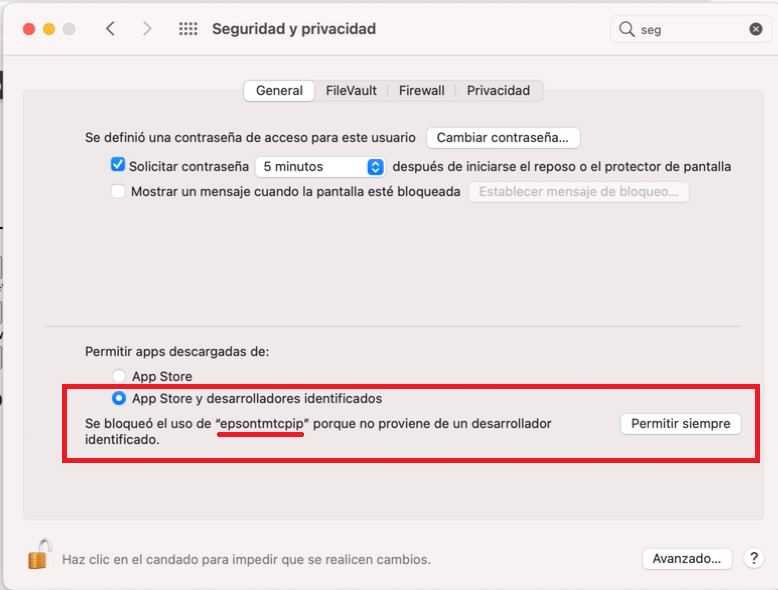 Seguridad y privacidad
seg
General FileVault Firewall Privacidad
Se definió una contraseña de acceso para este usuario Cambiar contraseña...
Solicitar contraseña 5 minutos después de iniciarse el reposo o el protector de pantalla
Mostrar un mensaje cuando la pantalla esté bloqueada Establecer mensaje de bloqueo...
Permitir apps descargadas de:
App Store
App Store y desarrolladores identificados
Se bloqueó el uso de “epsontmtcpip” porque no proviene de un desarrollador
identificado.
Permitir siempre
Haz clic en el candado para impedir que se realicen cambios.
Avanzado... ?